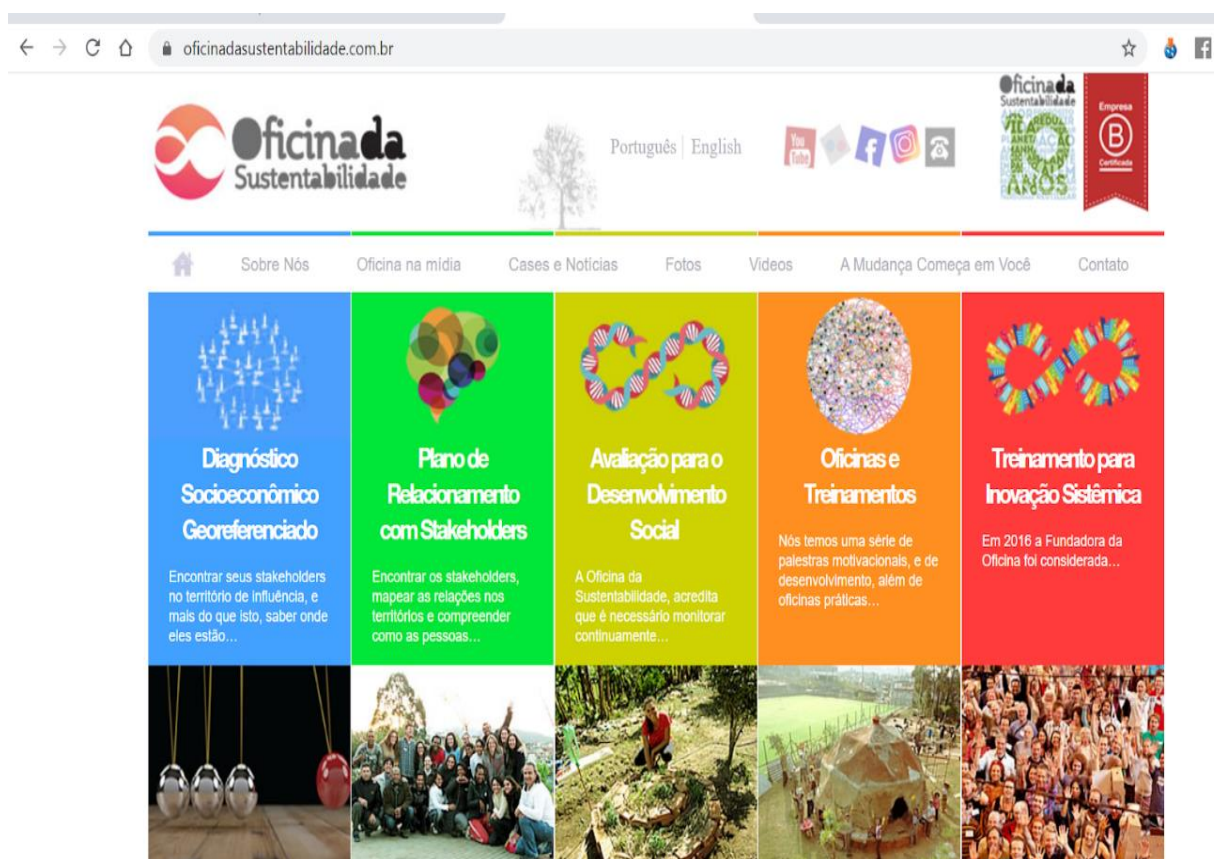 oficinadasustentabilidade.com.br
Oficinada
Sustentabilidade
Português | English
You
Tube
Oficinada
Sustentabilidade
ANOS
Empresa
B
Certificada
Sobre Nós
Oficina na mídia
Cases e Notícias
Fotos
Videos
A Mudança Começa em Você
Contato
Diagnóstico
Socioeconômico
Georeferenciado
Encontrar seus stakeholders
no território de influência, e
mais do que isto, saber onde
eles estão...
Plano de
Relacionamento
com Stakeholders
Encontrar os stakeholders,
mapear as relações nos
territórios e compreender
como as pessoas...
Avaliação para o
Desenvolvimento
Social
A Oficina da
Sustentabilidade, acredita
que é necessário monitorar
continuamente...
Oficinas e
Treinamentos
Nós temos uma série de
palestras motivacionais, e de
desenvolvimento, além de
oficinas práticas...
Treinamento para
Inovação Sistêmica
Em 2016 a Fundadora da
Oficina foi considerada...